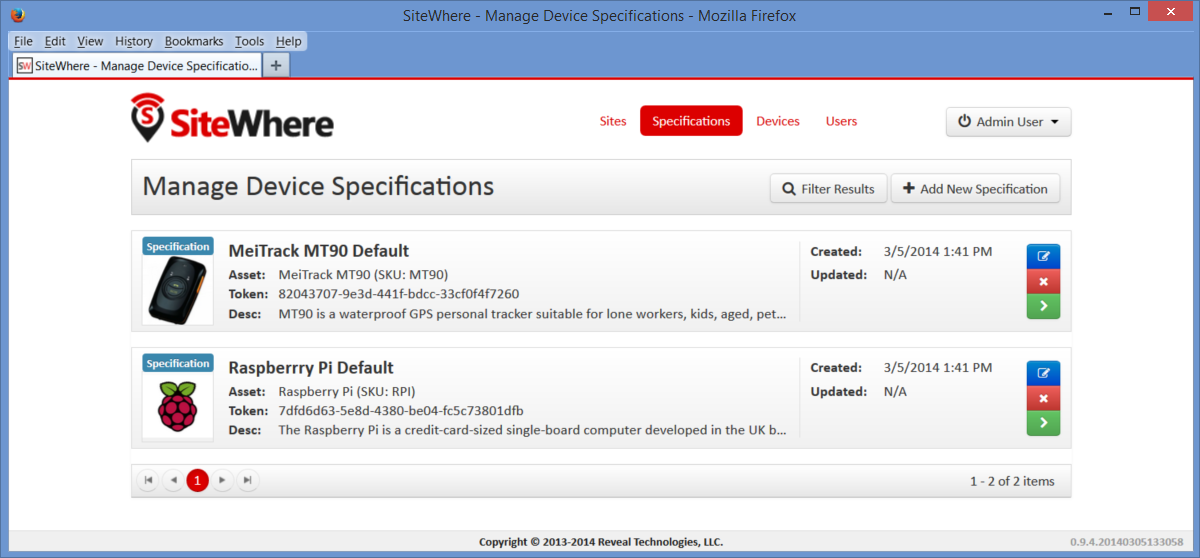 SiteWhere - Manage Device Specifications - Mozilla Firefox
File Edit View History Bookmarks Tools Help
SW SiteWhere - Manage Device Specificatio... +
S SiteWhere
Sites Specifications Devices Users Admin User
Manage Device Specifications
Filter Results Add New Specification
Specification
MeiTrack MT90 Default
Asset: MeiTrack MT90 (SKU: MT90)
Token: 82043707-9e3d-441f-bdcc-33cf0f4f7260
Desc: MT90 is a waterproof GPS personal tracker suitable for lone workers, kids, aged, pet...
Created: 3/5/2014 1:41 PM
Updated: N/A
Specification
Raspberrry Pi Default
Asset: Raspberry Pi (SKU: RPI)
Token: 7dfd6d63-5e8d-4380-be04-fc5c73801dfb
Desc: The Raspberry Pi is a credit-card-sized single-board computer developed in the UK b...
Created: 3/5/2014 1:41 PM
Updated: N/A
1
1 - 2 of 2 items
Copyright © 2013-2014 Reveal Technologies, LLC.
0.9.4.20140305133058